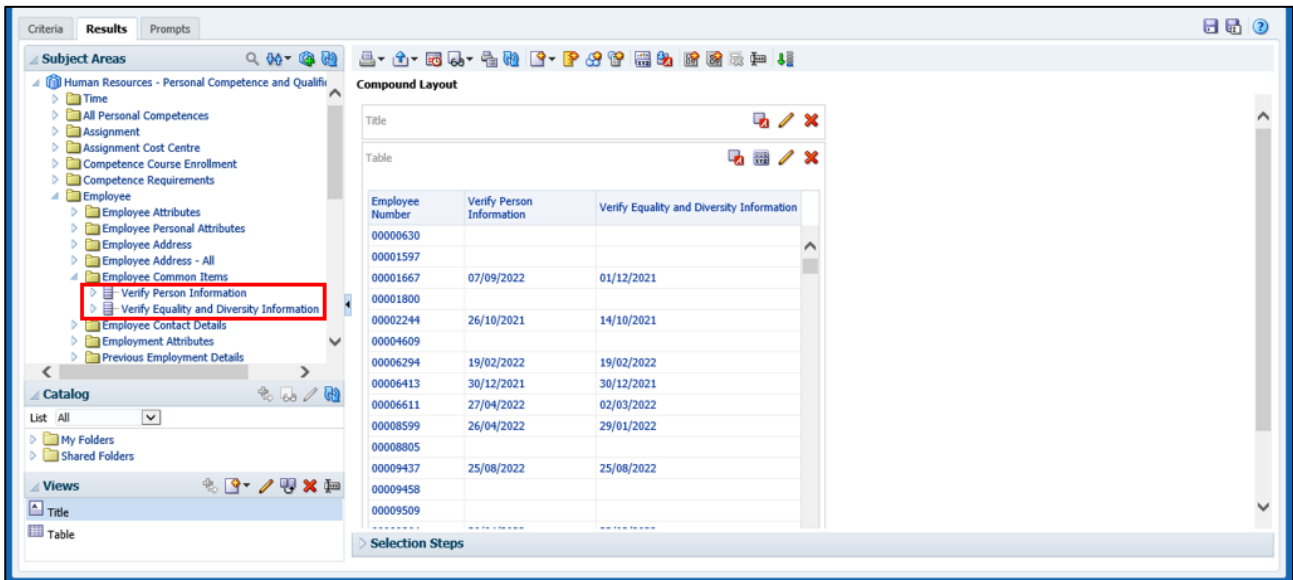 Criteria Results Prompts
Subject Areas
Human Resources - Personal Competence and Qualific
Time
All Personal Competences
Assignment
Assignment Cost Centre
Competence Course Enrollment
Competence Requirements
Employee
Employee Attributes
Employee Personal Attributes
Employee Address
Employee Address - All
Employee Common Items
Verify Person Information
Verify Equality and Diversity Information
Employee Contact Details
Employment Attributes
Previous Employment Details
Catalog
List All
My Folders
Shared Folders
Views
Title
Table
Compound Layout
Title
Table
Employee Number Verify Person Information Verify Equality and Diversity Information
00000630
00001597
00001667 07/09/2022 01/12/2021
00001800
00002244 26/10/2021 14/10/2021
00004609
00006294 19/02/2022 19/02/2022
00006413 30/12/2021 30/12/2021
00006611 27/04/2022 02/03/2022
00008599 26/04/2022 29/01/2022
00008805
00009437 25/08/2022 25/08/2022
00009458
00009509
Selection Steps